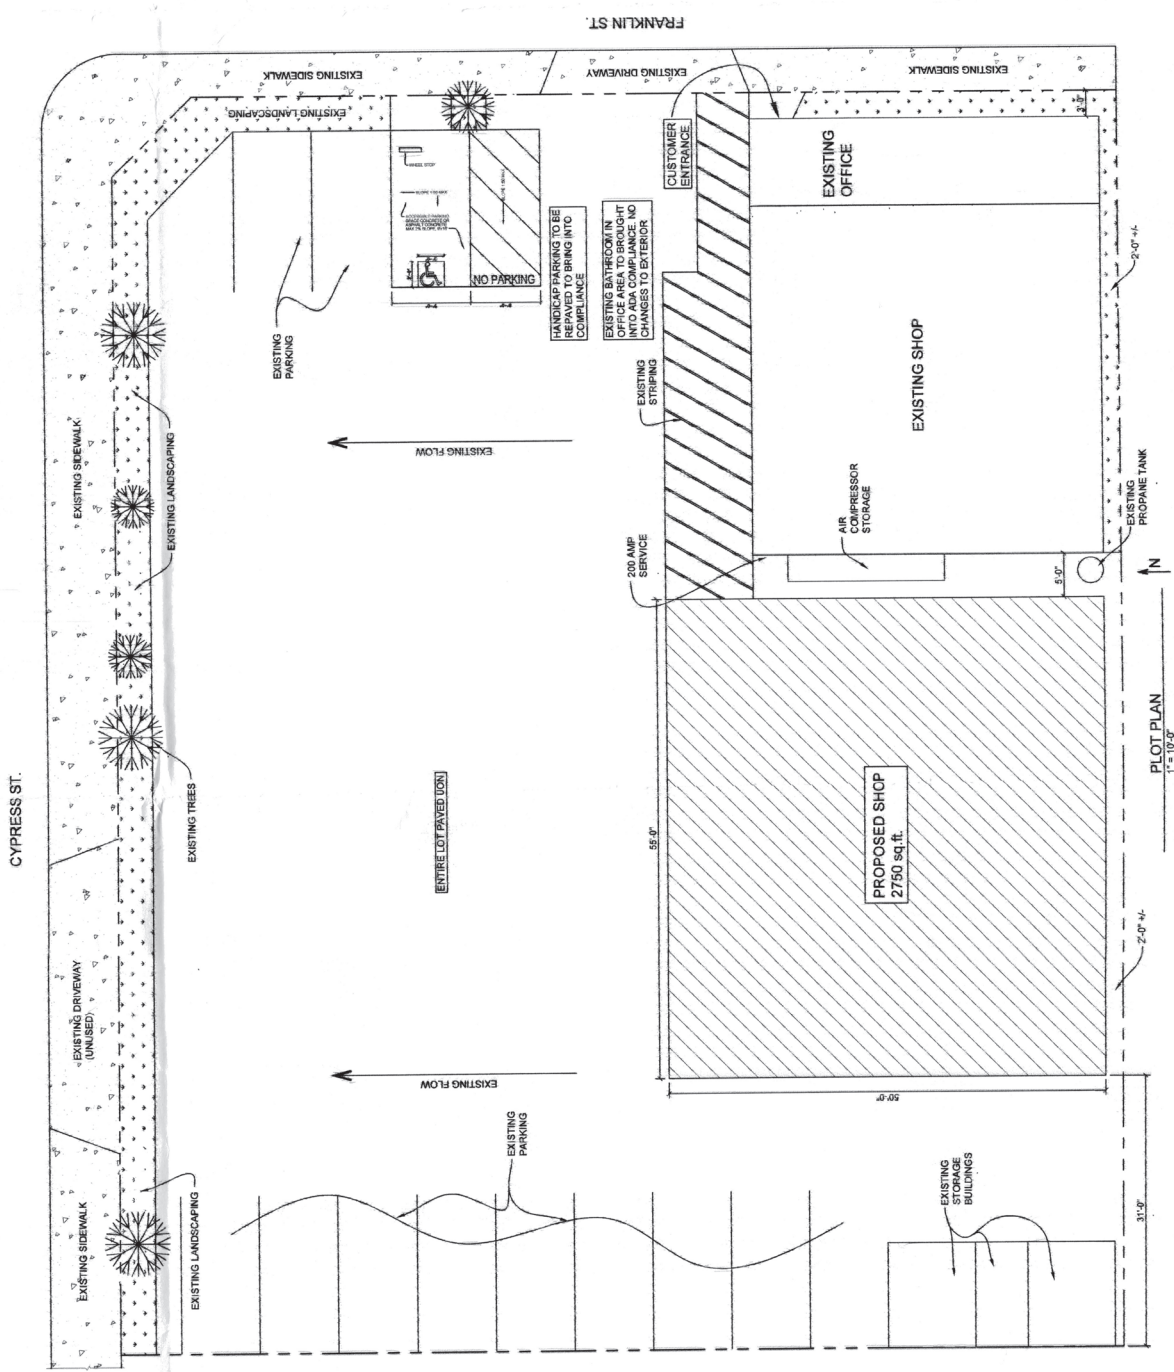 FRANKLIN ST.
EXISTING SIDEWALK
EXISTING DRIVEWAY
EXISTING SIDEWALK
EXISTING LANDSCAPING
CUSTOMER
ENTRANCE
3'-0"
EXISTING
OFFICE
WHEEL STOP
NO PARKING
HANDICAP PARKING TO BE
REPAVED TO BRING INTO
COMPLIANCE
EXISTING BATHROOM IN
OFFICE AREA TO BROUGHT
INTO ADA COMPLIANCE. NO
CHANGES TO EXTERIOR
2'-0" +/-
EXISTING
PARKING
EXISTING
STRIPING
EXISTING SHOP
EXISTING FLOW
EXISTING SIDEWALK
EXISTING LANDSCAPING
200 AMP
SERVICE
AIR
COMPRESSOR
STORAGE
EXISTING
PROPANE TANK
5'-0"
N
CYPRESS ST.
EXISTING TREES
ENTIRE LOT PAVED UON
55'-0"
PROPOSED SHOP
2750 sq.ft.
PLOT PLAN
1" = 10'-0"
2'-0" +/-
EXISTING DRIVEWAY
(UNUSED)
EXISTING FLOW
50'-0"
EXISTING
PARKING
EXISTING SIDEWALK
EXISTING LANDSCAPING
EXISTING
STORAGE
BUILDINGS
31'-0"